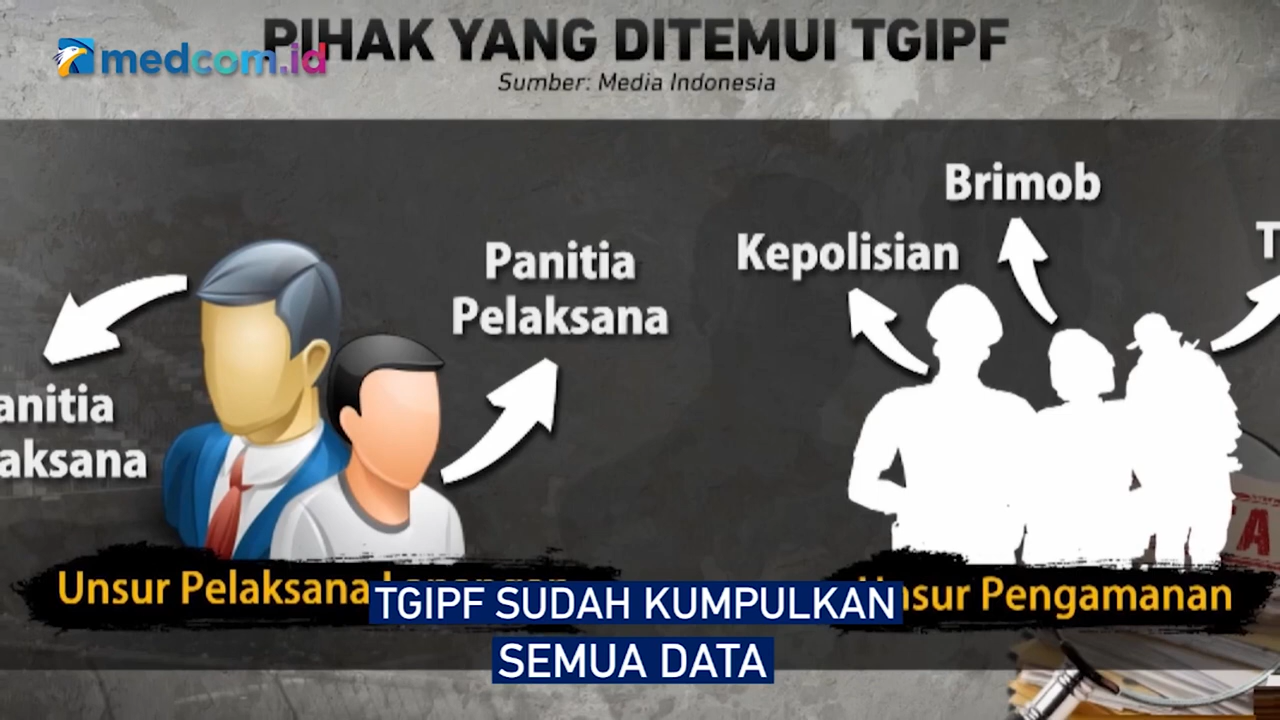 PIHAK YANG DITEMUI TGIPF
medcom.id
Sumber: Media Indonesia
Brimob
Kepolisian
T
Panitia
Pelaksana
anitia
aksana
Unsur Pelaksana
Unsur Pengamanan
TGIPF SUDAH KUMPULKAN
SEMUA DATA